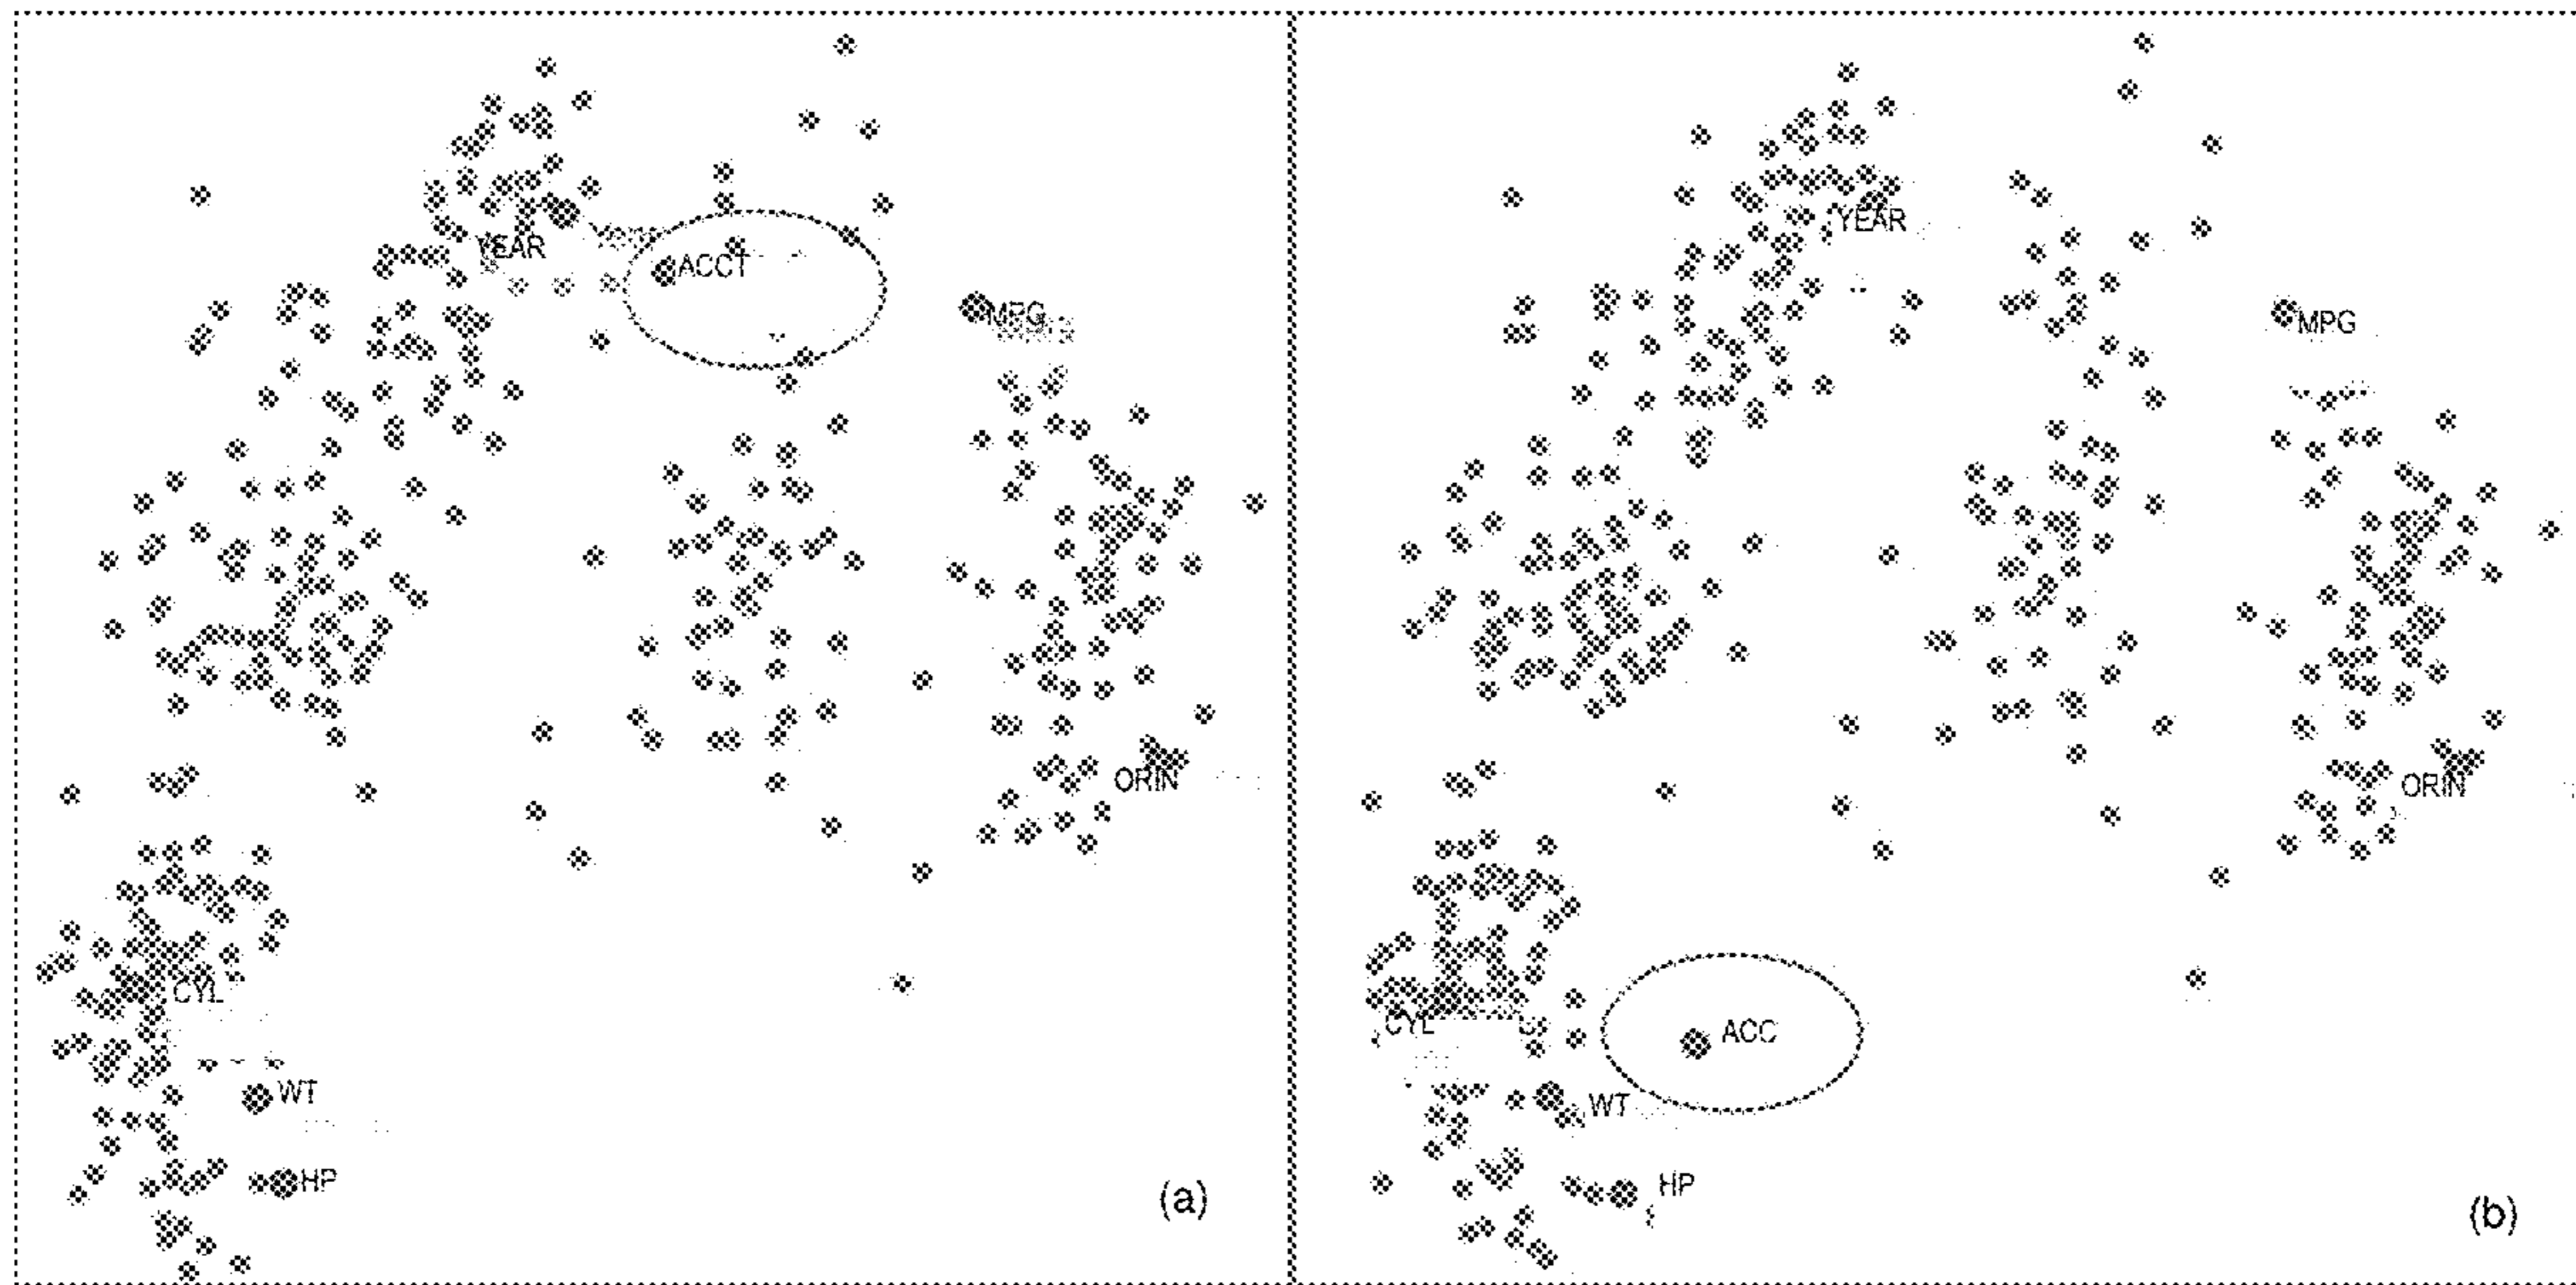 YEAR
ACCT
MPG
ORIN
CYL
WT
HP
(a)
YEAR
MPG
ORIN
CYL
ACC
WT
HP
(b)